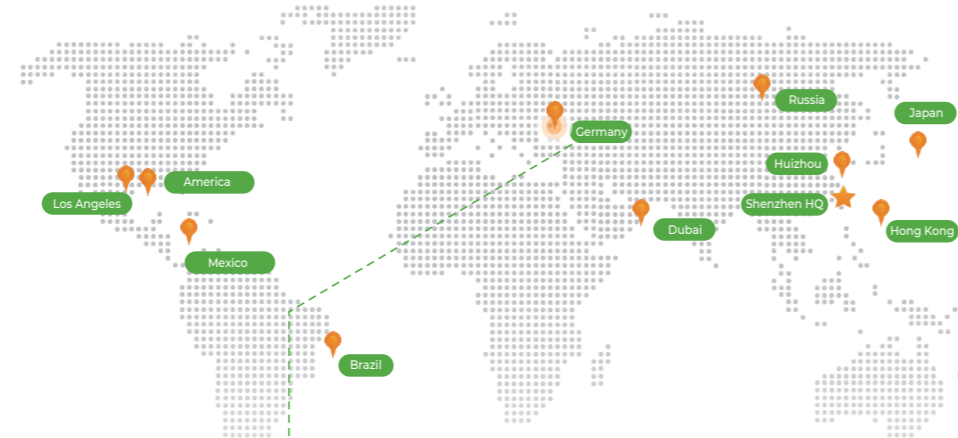 Russia
Japan
Germany
Huizhou
America
Los Angeles
Shenzhen HQ
Dubai
Hong Kong
Mexico
Brazil